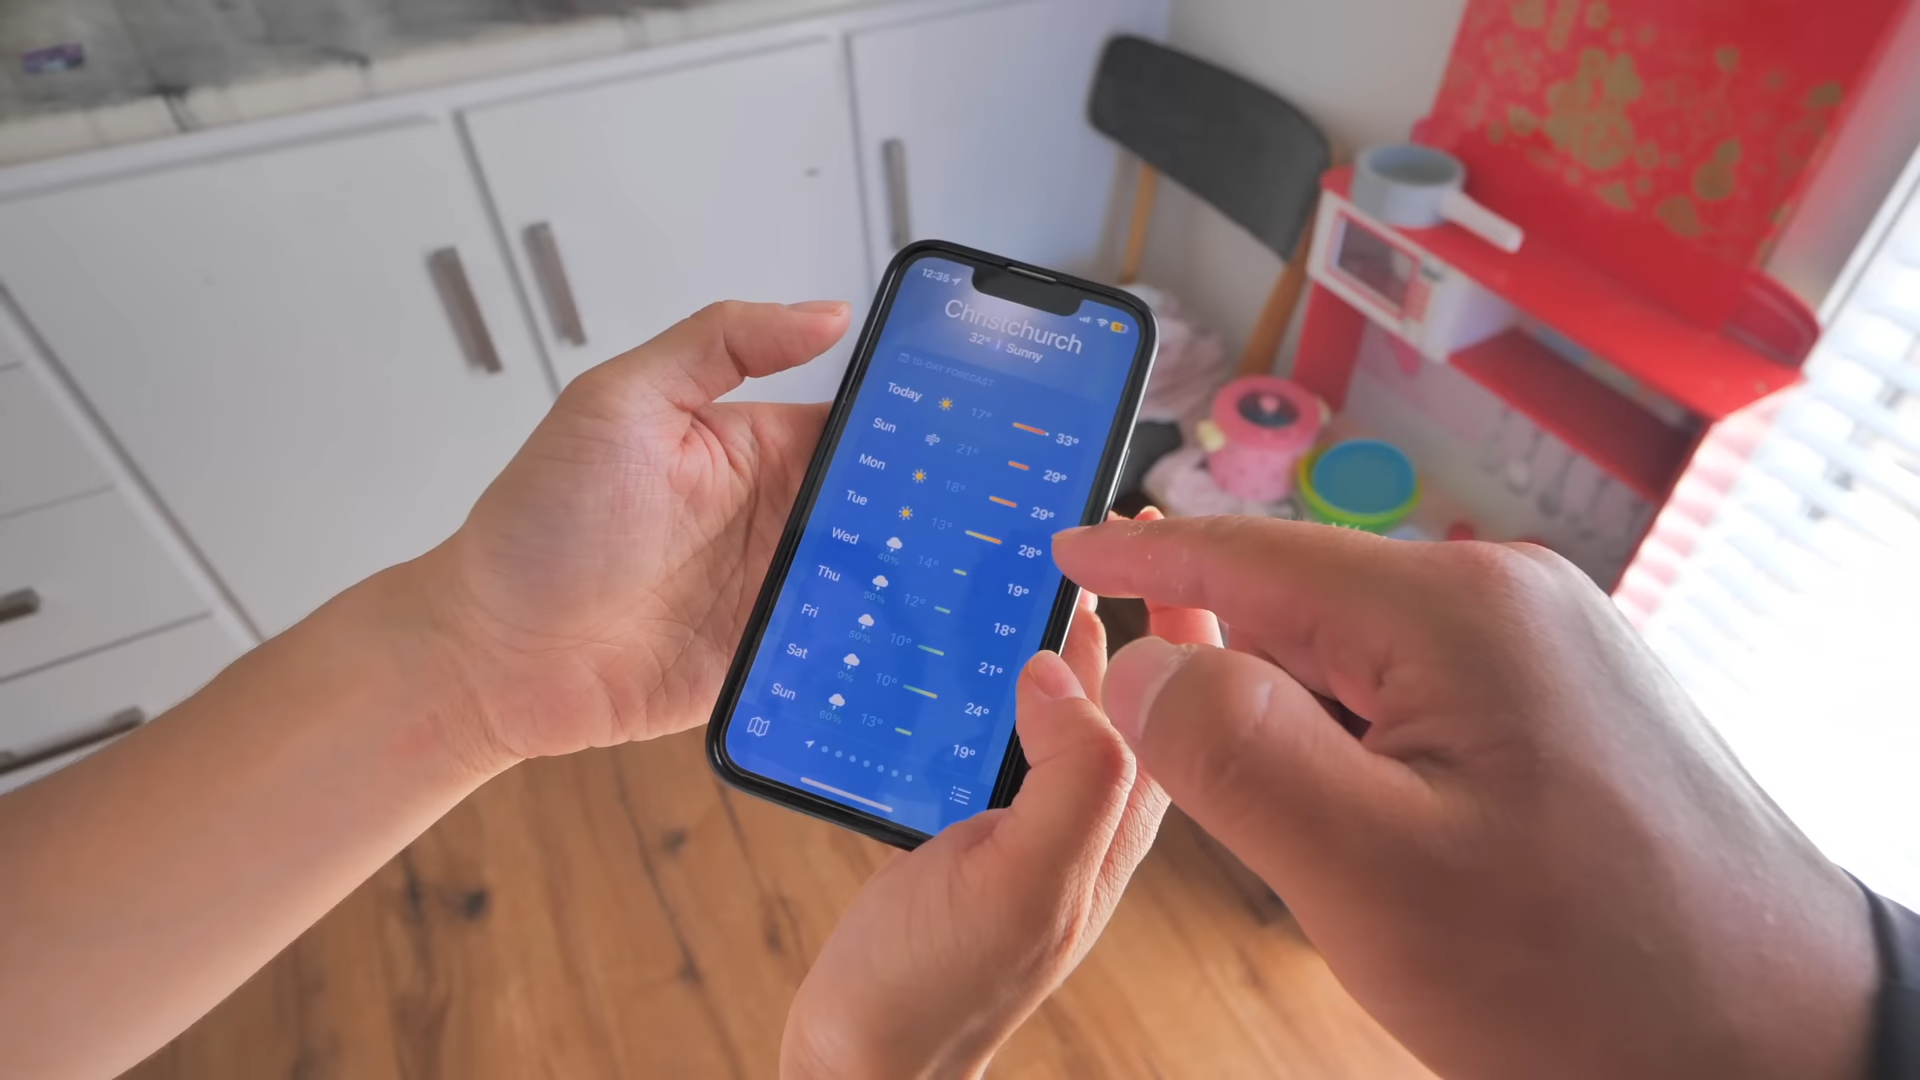 12:35
Christchurch
32° | Sunny
10-DAY FORECAST
Today 17° 33°
Sun 21° 29°
Mon 18° 29°
Tue 13° 28°
Wed 40% 14° 19°
Thu 50% 12° 18°
Fri 10° 21°
Sat 10° 24°
Sun 60% 13° 19°